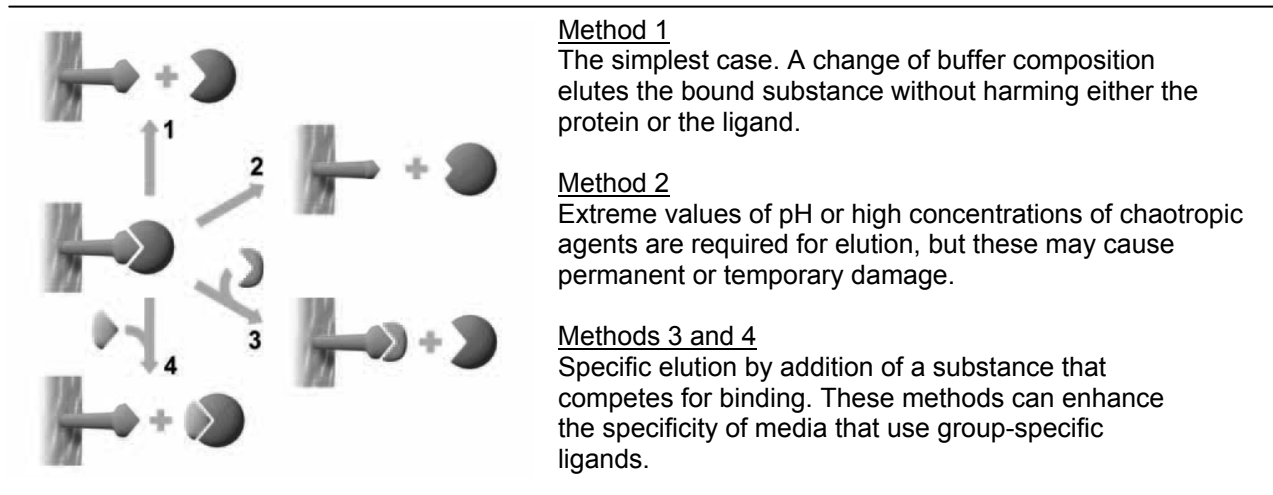 Method 1
The simplest case. A change of buffer composition
elutes the bound substance without harming either the
protein or the ligand.
Method 2
Extreme values of pH or high concentrations of chaotropic
agents are required for elution, but these may cause
permanent or temporary damage.
Methods 3 and 4
Specific elution by addition of a substance that
competes for binding. These methods can enhance
the specificity of media that use group-specific
ligands.
1
2
3
4